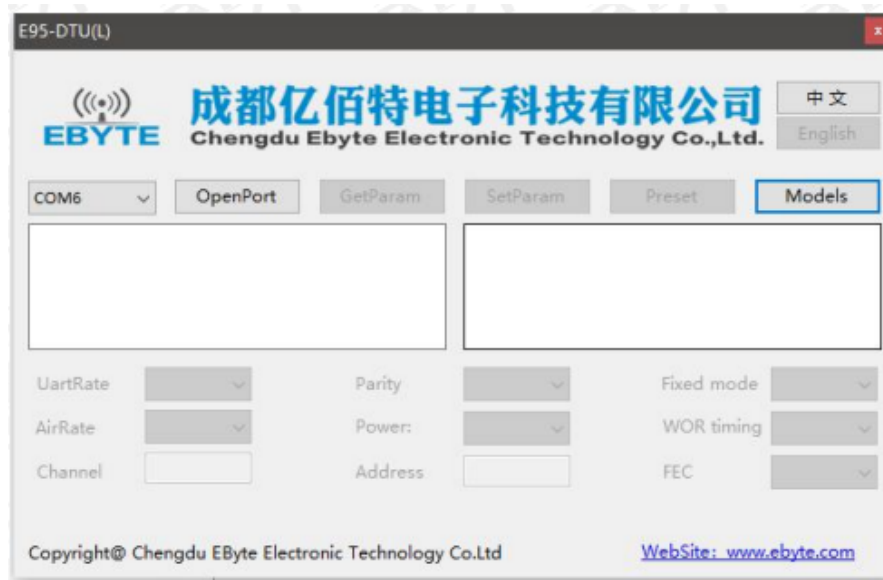 E95-DTU(L)
x
((·))
EBYTE
成都亿佰特电子科技有限公司
Chengdu Ebyte Electronic Technology Co.,Ltd.
中文
English
COM6
OpenPort
GetParam
SetParam
Preset
Models
UartRate
Parity
Fixed mode
AirRate
Power:
WOR timing
Channel
Address
FEC
Copyright@ Chengdu EByte Electronic Technology Co.Ltd
WebSite: www.ebyte.com